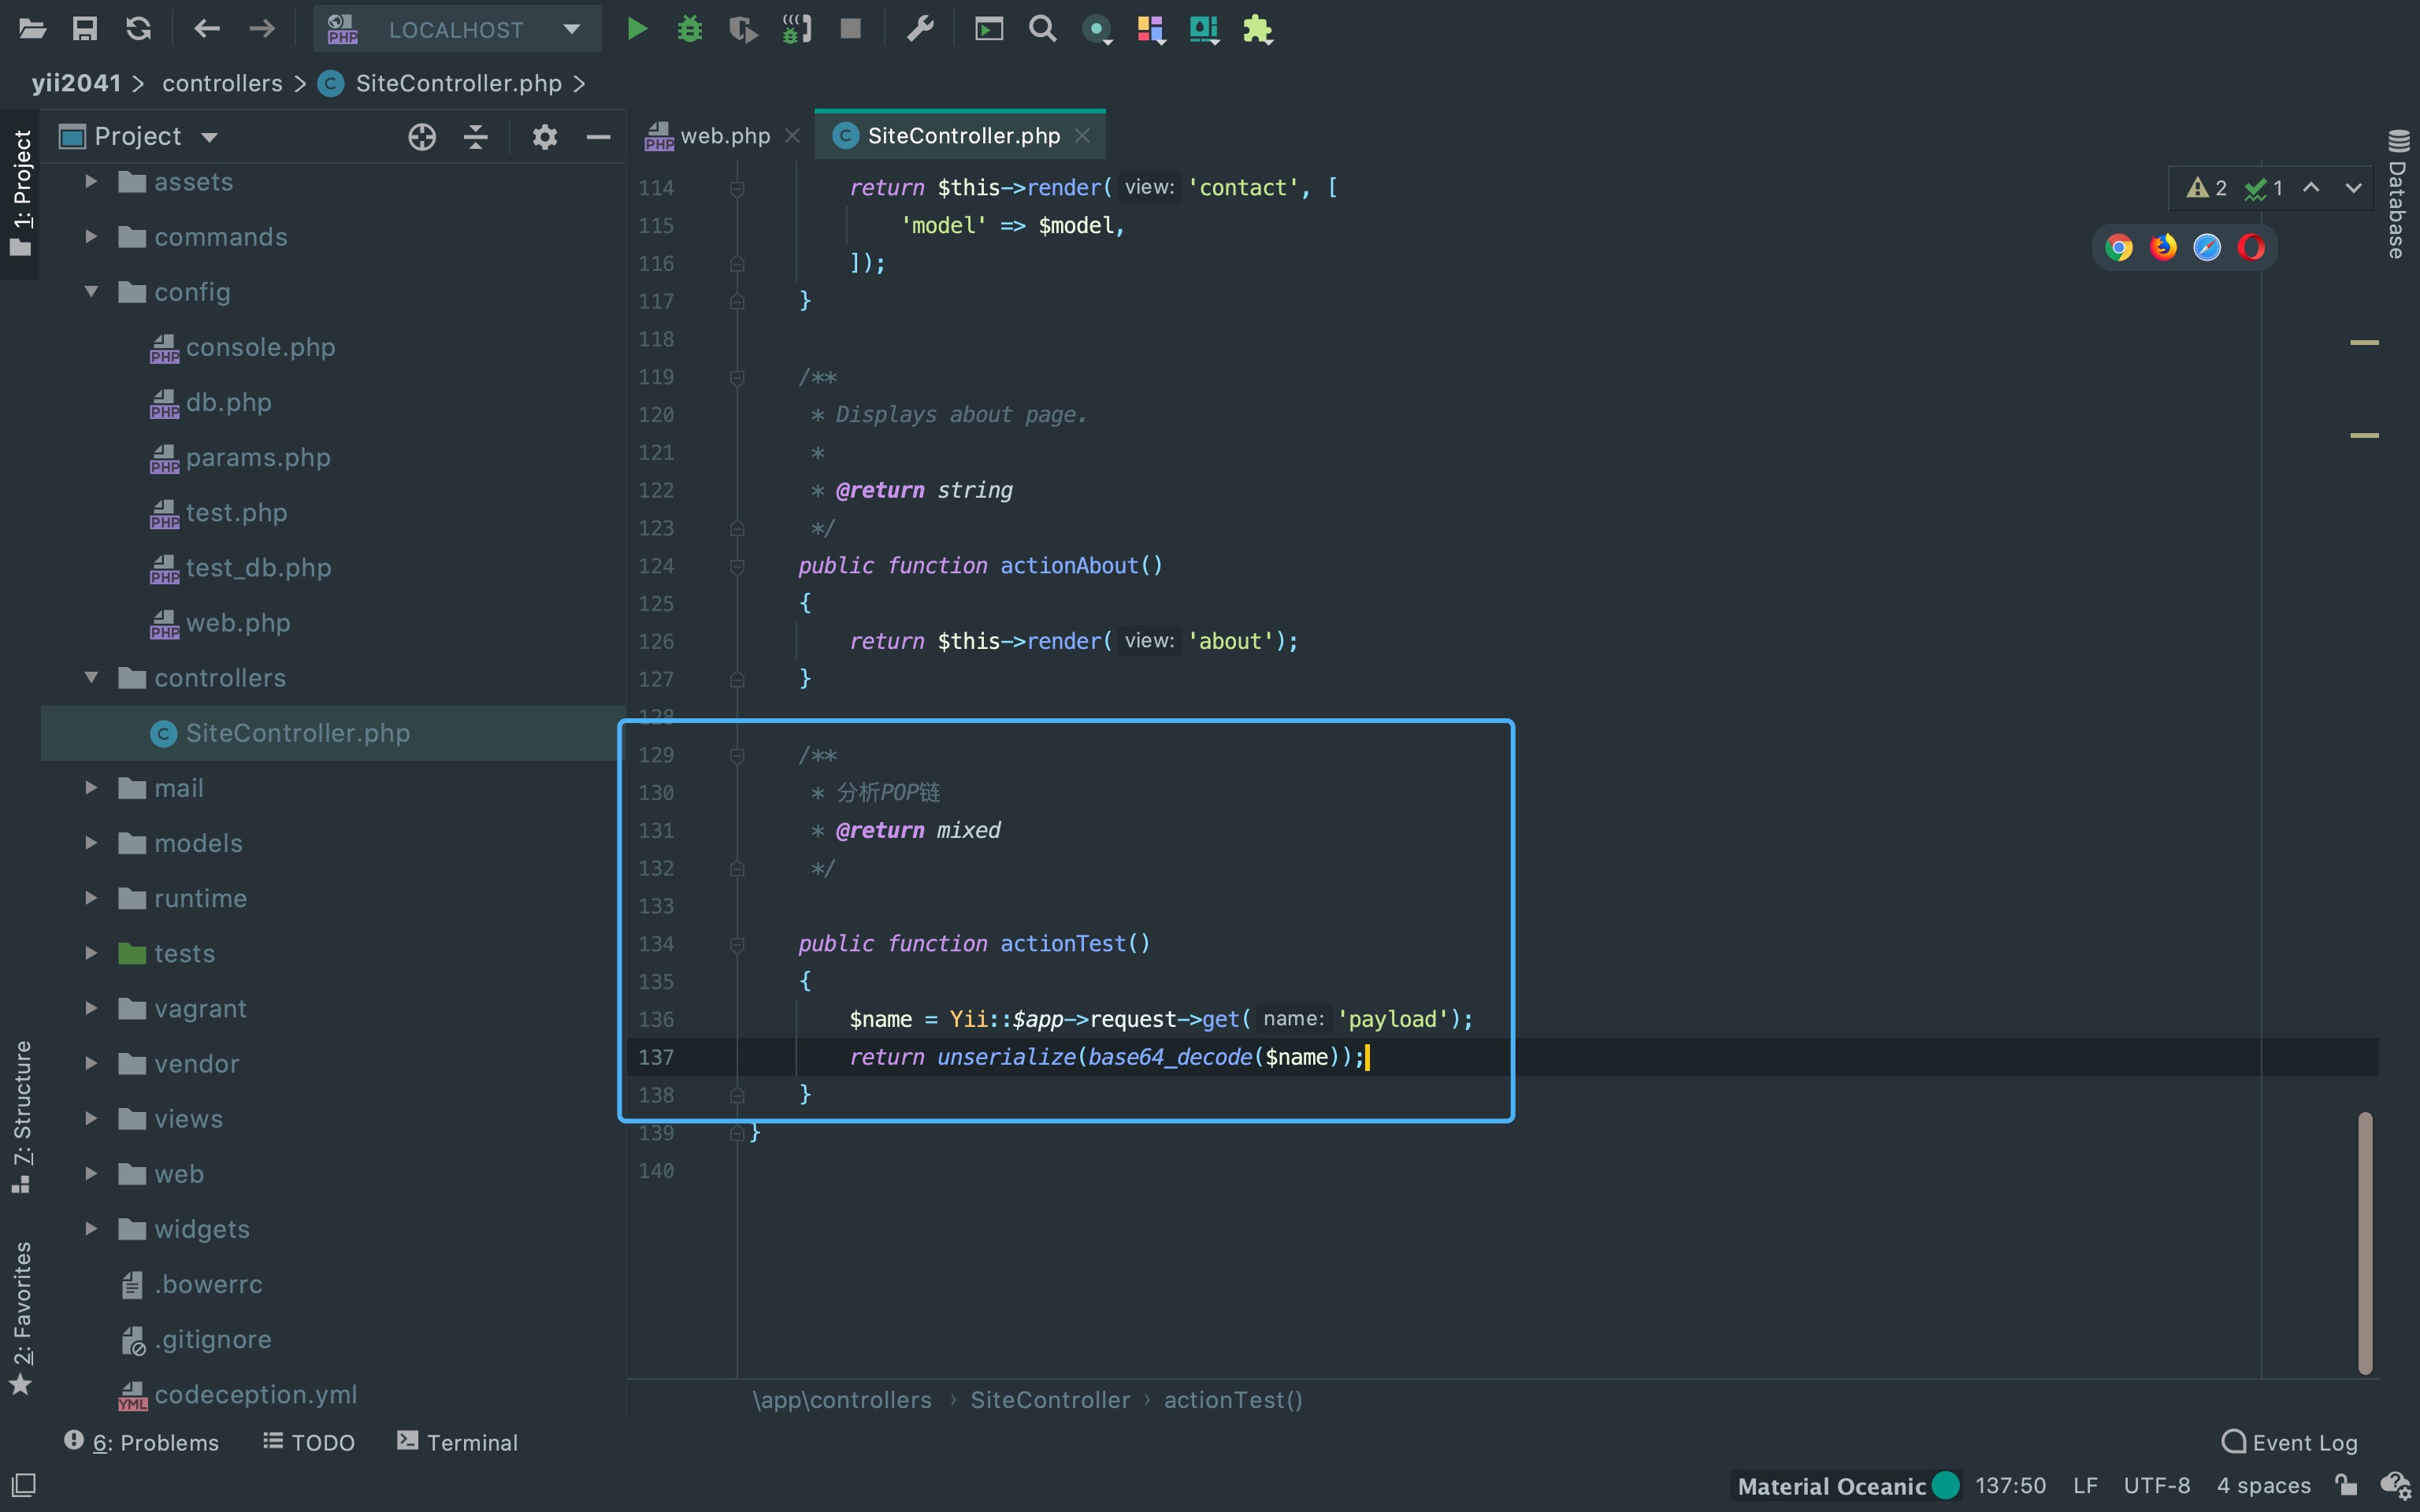 LOCALHOST
yii2041 > controllers > SiteController.php >
Project
web.php
SiteController.php
1: Project
assets
commands
config
console.php
db.php
params.php
test.php
test_db.php
web.php
controllers
SiteController.php
mail
models
runtime
tests
vagrant
vendor
views
web
widgets
.bowerrc
.gitignore
codeception.yml
7: Structure
2: Favorites
114 return $this->render( view: 'contact', [
115 'model' => $model,
116 ]);
117 }
118
119 /**
120 * Displays about page.
121 *
122 * @return string
123 */
124 public function actionAbout()
125 {
126 return $this->render( view: 'about');
127 }
128
129 /**
130 * 分析POP链
131 * @return mixed
132 */
133
134 public function actionTest()
135 {
136 $name = Yii::$app->request->get( name: 'payload');
137 return unserialize(base64_decode($name));
138 }
139 }
140
2 1
Database
\app\controllers › SiteController › actionTest()
6: Problems TODO Terminal Event Log
Material Oceanic 137:50 LF UTF-8 4 spaces